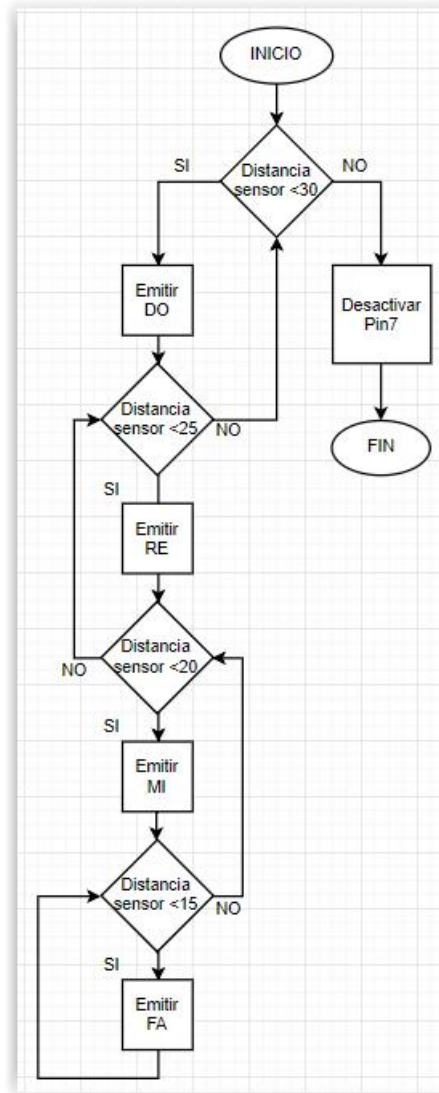 INICIO
SI
Distancia
sensor <30
NO
Emitir
DO
Desactivar
Pin7
Distancia
sensor <25
NO
FIN
SI
Emitir
RE
Distancia
sensor <20
NO
SI
Emitir
MI
Distancia
sensor <15
NO
SI
Emitir
FA